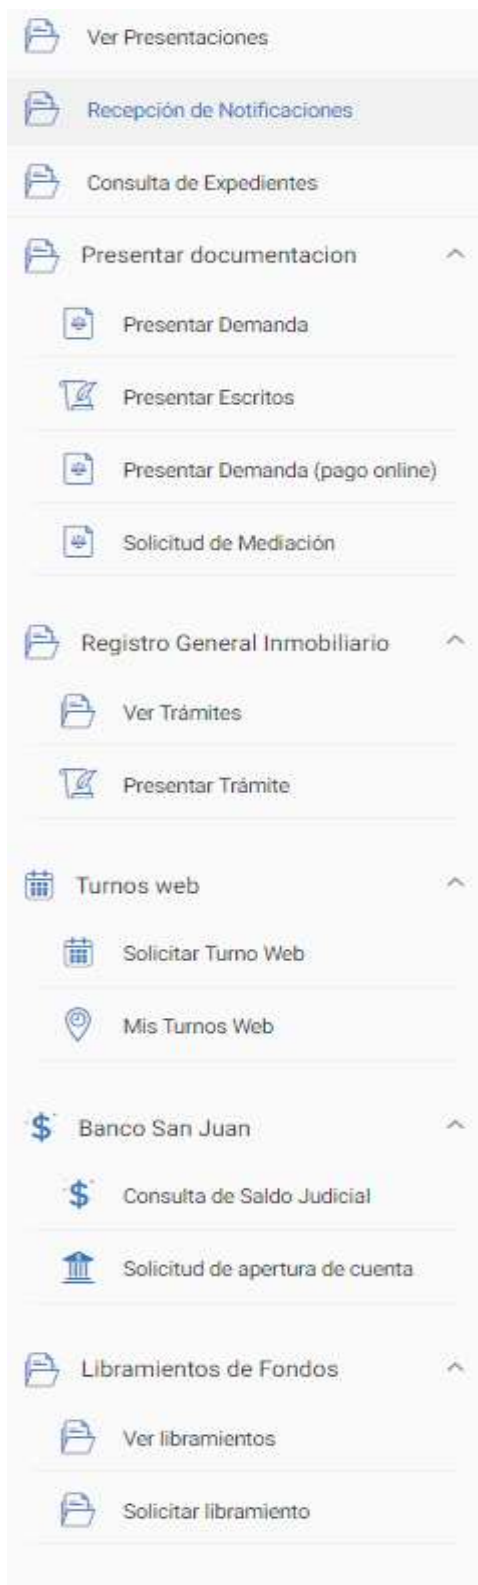 Ver Presentaciones
Recepción de Notificaciones
Consulta de Expedientes
Presentar documentacion
Presentar Demanda
Presentar Escritos
Presentar Demanda (pago online)
Solicitud de Mediación
Registro General Inmobiliario
Ver Trámites
Presentar Trámite
Turnos web
Solicitar Turno Web
Mis Turnos Web
Banco San Juan
Consulta de Saldo Judicial
Solicitud de apertura de cuenta
Libramientos de Fondos
Ver libramientos
Solicitar libramiento